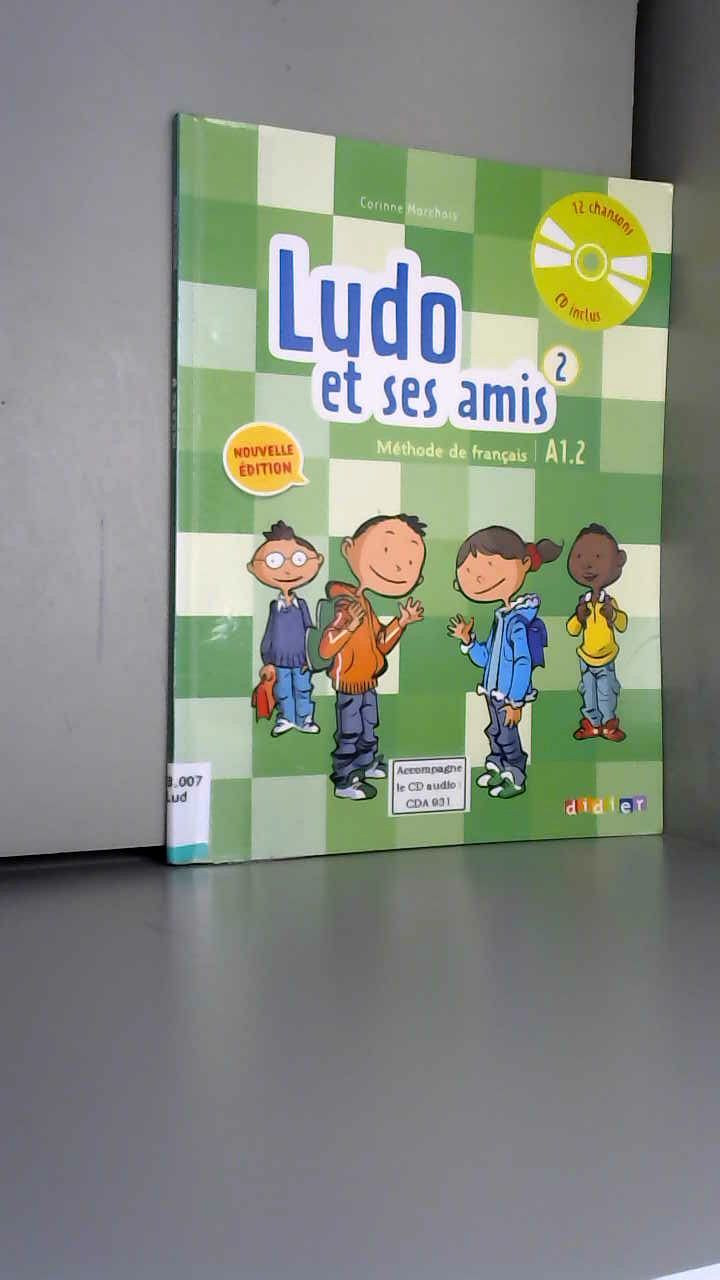 Corinne Marchois
12 chansons
CD inclus
Ludo
et ses amis
2
Méthode de français | A1.2
NOUVELLE
ÉDITION
Accompagne
le CD audio :
CDA 931
.007
Lud
didier